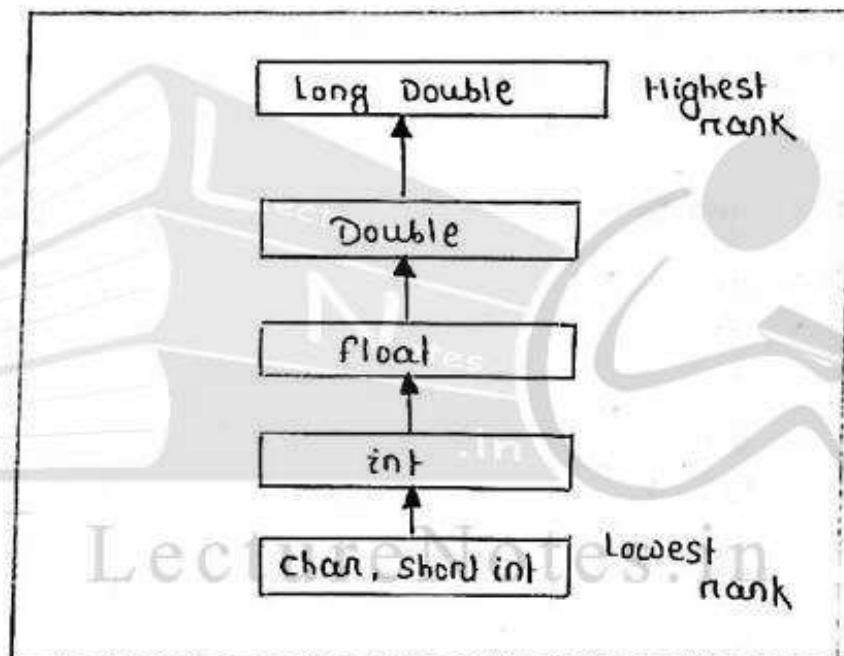 Long Double
Highest
rank
Double
float
int
char, short int
Lowest
rank
LectureNotes.in